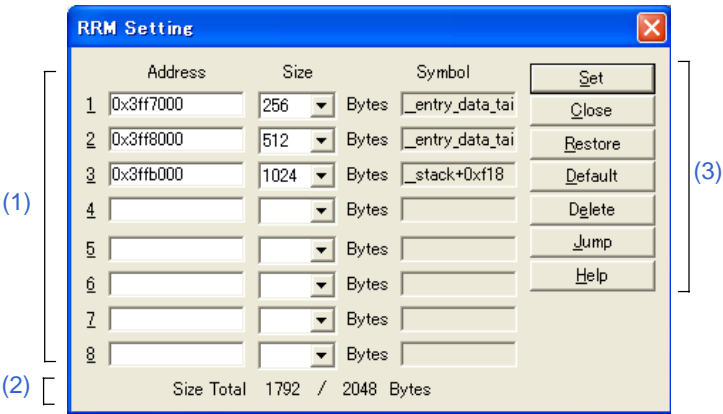 RRM Setting
Address Size Symbol
1 0x3ff7000 256 Bytes __entry_data_tai
2 0x3ff8000 512 Bytes __entry_data_tai
3 0x3ffb000 1024 Bytes _stack+0xf18
4 Bytes
5 Bytes
6 Bytes
7 Bytes
8 Bytes
Size Total 1792 / 2048 Bytes
Set
Close
Restore
Default
Delete
Jump
Help
(1)
(2)
(3)